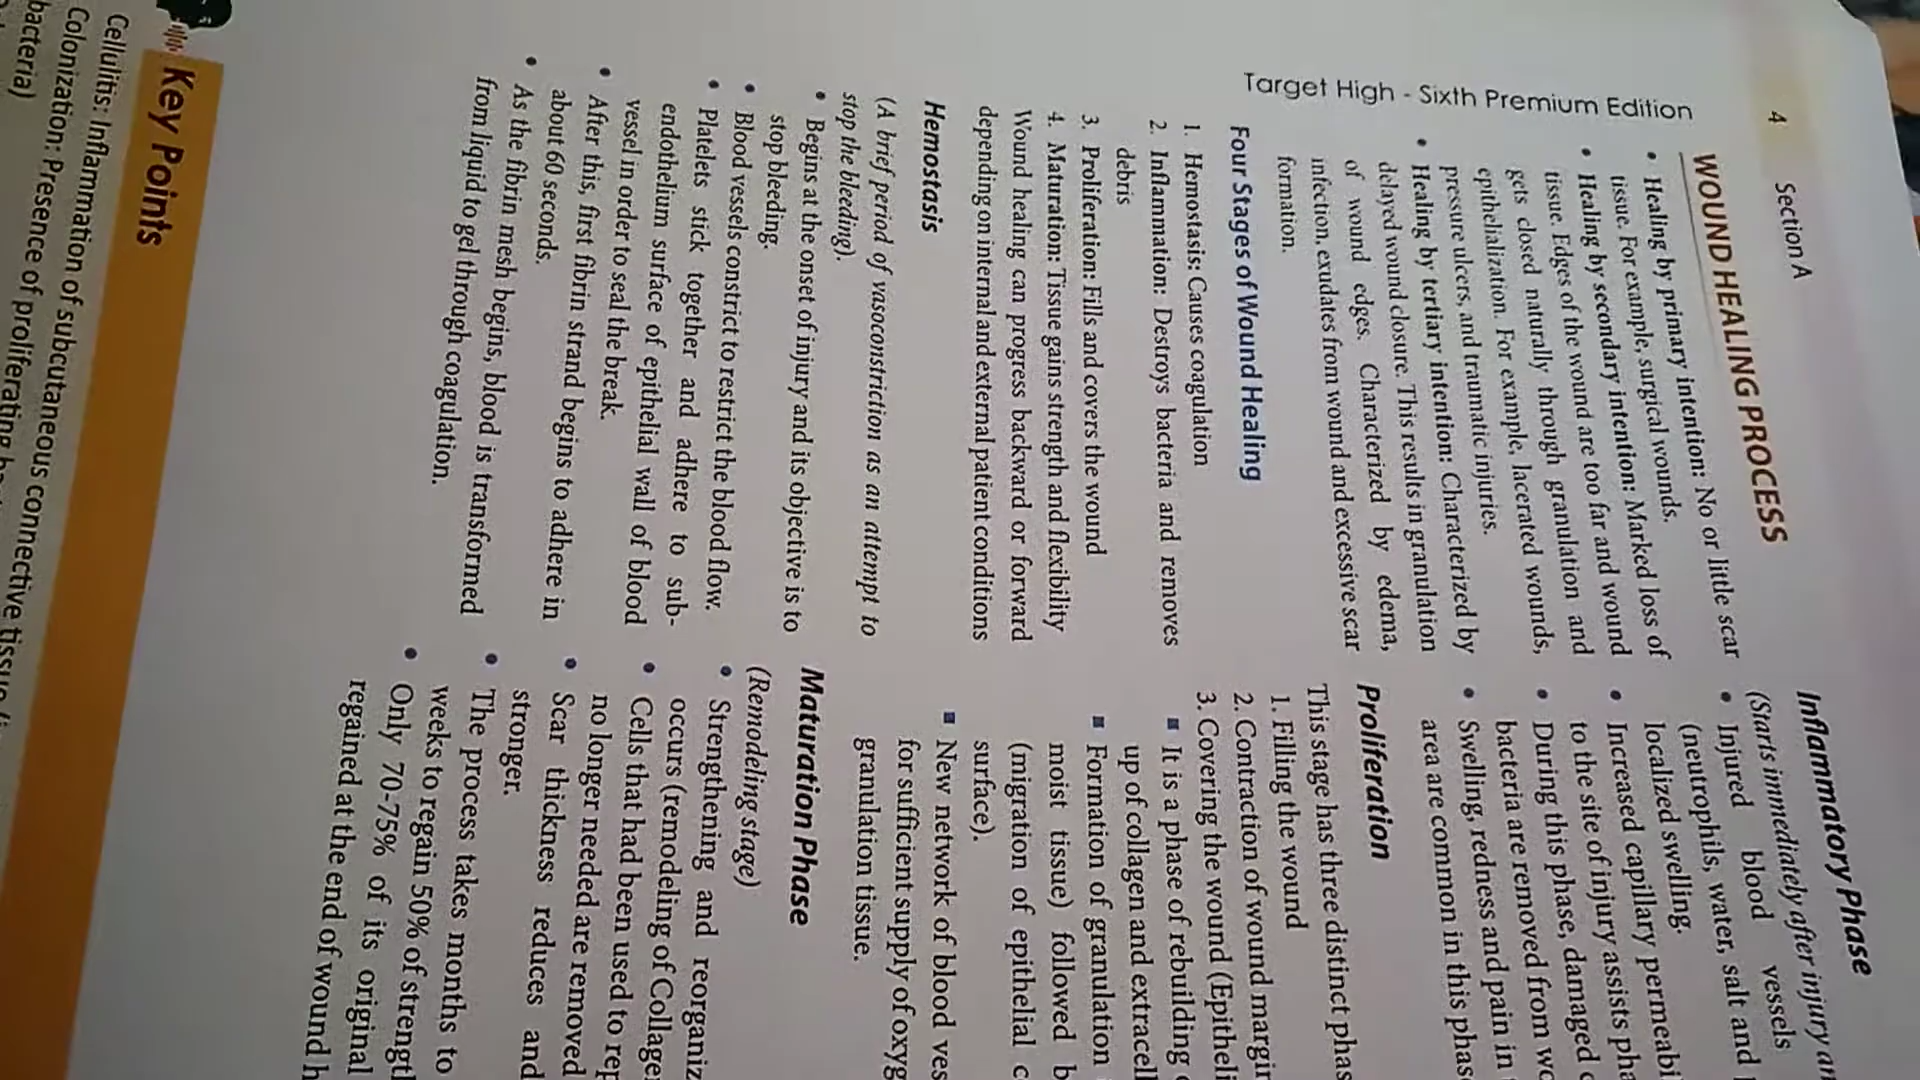 4 Section A
Target High - Sixth Premium Edition
WOUND HEALING PROCESS
• Healing by primary intention: No or little scar
tissue. For example, surgical wounds.
• Healing by secondary intention: Marked loss of
tissue. Edges of the wound are too far and wound
gets closed naturally through granulation and
epithelialization. For example, lacerated wounds,
pressure ulcers, and traumatic injuries.
• Healing by tertiary intention: Characterized by
delayed wound closure. This results in granulation
of wound edges. Characterized by edema,
infection, exudates from wound and excessive scar
formation.
Four Stages of Wound Healing
1. Hemostasis: Causes coagulation
2. Inflammation: Destroys bacteria and removes
debris
3. Proliferation: Fills and covers the wound
4. Maturation: Tissue gains strength and flexibility
Wound healing can progress backward or forward
depending on internal and external patient conditions
Hemostasis
(A brief period of vasoconstriction as an attempt to
stop the bleeding).
• Begins at the onset of injury and its objective is to
stop bleeding.
• Blood vessels constrict to restrict the blood flow.
• Platelets stick together and adhere to sub-
endothelium surface of epithelial wall of blood
vessel in order to seal the break.
• After this, first fibrin strand begins to adhere in
about 60 seconds.
• As the fibrin mesh begins, blood is transformed
from liquid to gel through coagulation.
Inflammatory Phase
(Starts immediately after injury
• Injured blood vessels
(neutrophils, water, salt and
localized swelling.
• Increased capillary
to the site of injury assists
• During this phase, damaged
bacteria are removed from
• Swelling, redness and pain in
area are common in this
Proliferation
This stage has three distinct
1. Filling the wound
2. Contraction of wound
3. Covering the wound
▪ It is a phase of rebuilding
up of collagen and
▪ Formation of granulation
moist tissue) followed
(migration of epithelial
surface).
▪ New network of blood
for sufficient supply of
granulation tissue.
Maturation Phase
(Remodeling stage)
• Strengthening and
occurs (remodeling of
• Cells that had been used to
no longer needed are removed
• Scar thickness reduces and
stronger.
• The process takes months to
weeks to regain 50% of
• Only 70-75% of its original
regained at the end of wound
Key Points
Cellulitis: Inflammation of subcutaneous connective
Colonization: Presence of proliferating
bacteria)